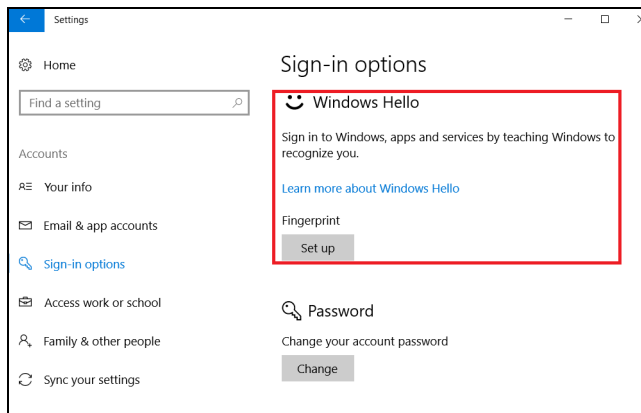 Settings
Home
Find a setting
Accounts
Your info
Email & app accounts
Sign-in options
Access work or school
Family & other people
Sync your settings
Sign-in options
Windows Hello
Sign in to Windows, apps and services by teaching Windows to
recognize you.
Learn more about Windows Hello
Fingerprint
Set up
Password
Change your account password
Change